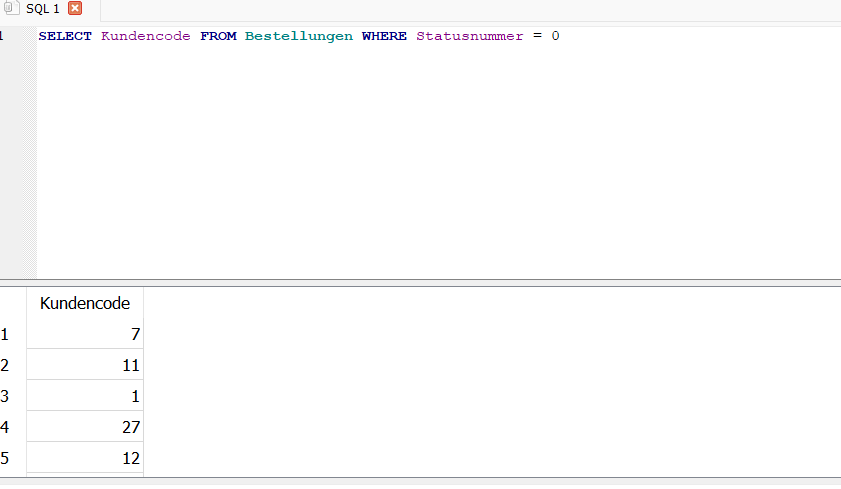 SQL 1
1 SELECT Kundencode FROM Bestellungen WHERE Statusnummer = 0
Kundencode
1 7
2 11
3 1
4 27
5 12